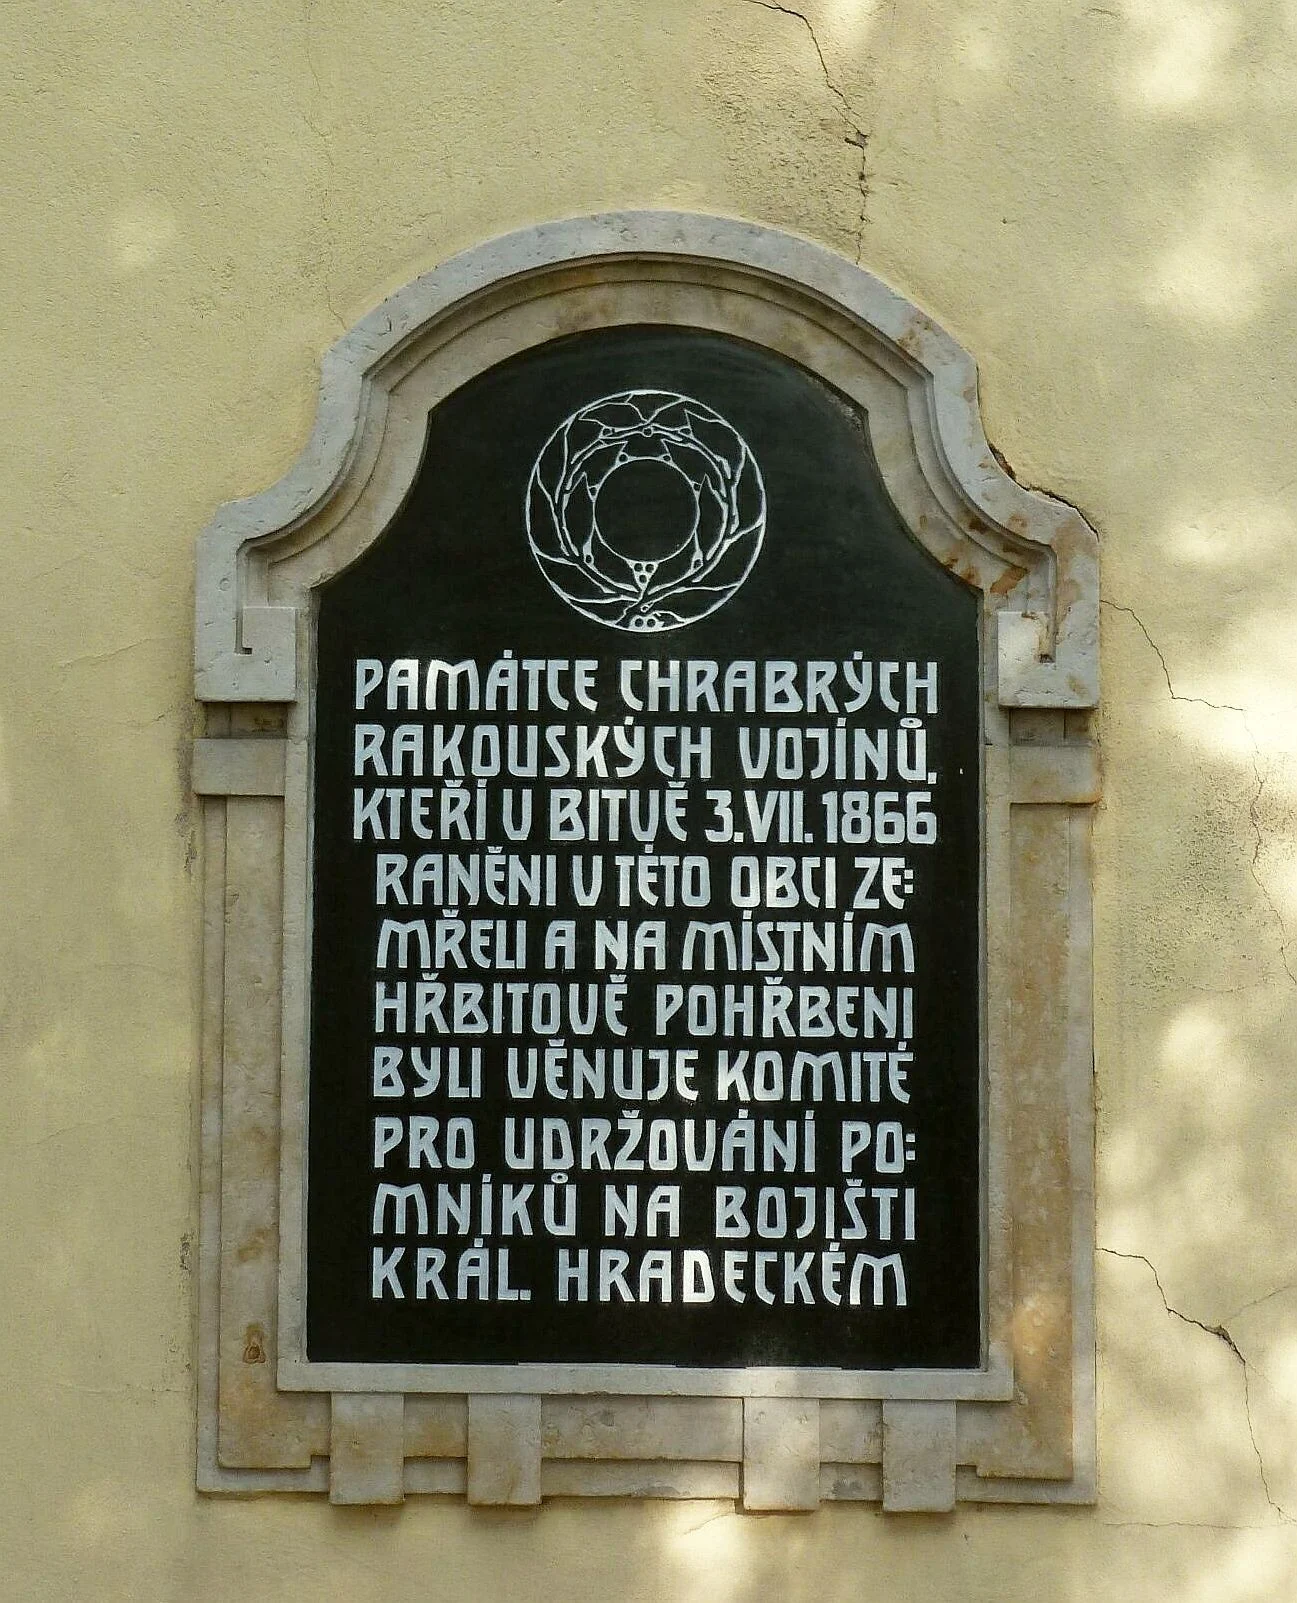 PAMÁTCE CHRABRÝCH
RAKOUSKÝCH VOJÍNŮ,
KTEŘÍ V BITVĚ 3.VII. 1866
RANĚNI V TÉTO OBCI ZE:
MŘELI A NA MÍSTNÍM
HŘBITOVĚ POHŘBENI
BYLI VĚNUJE KOMITÉ
PRO UDRŽOVÁNÍ PO:
MNÍKŮ NA BOJIŠTI
KRÁL. HRADECKÉM